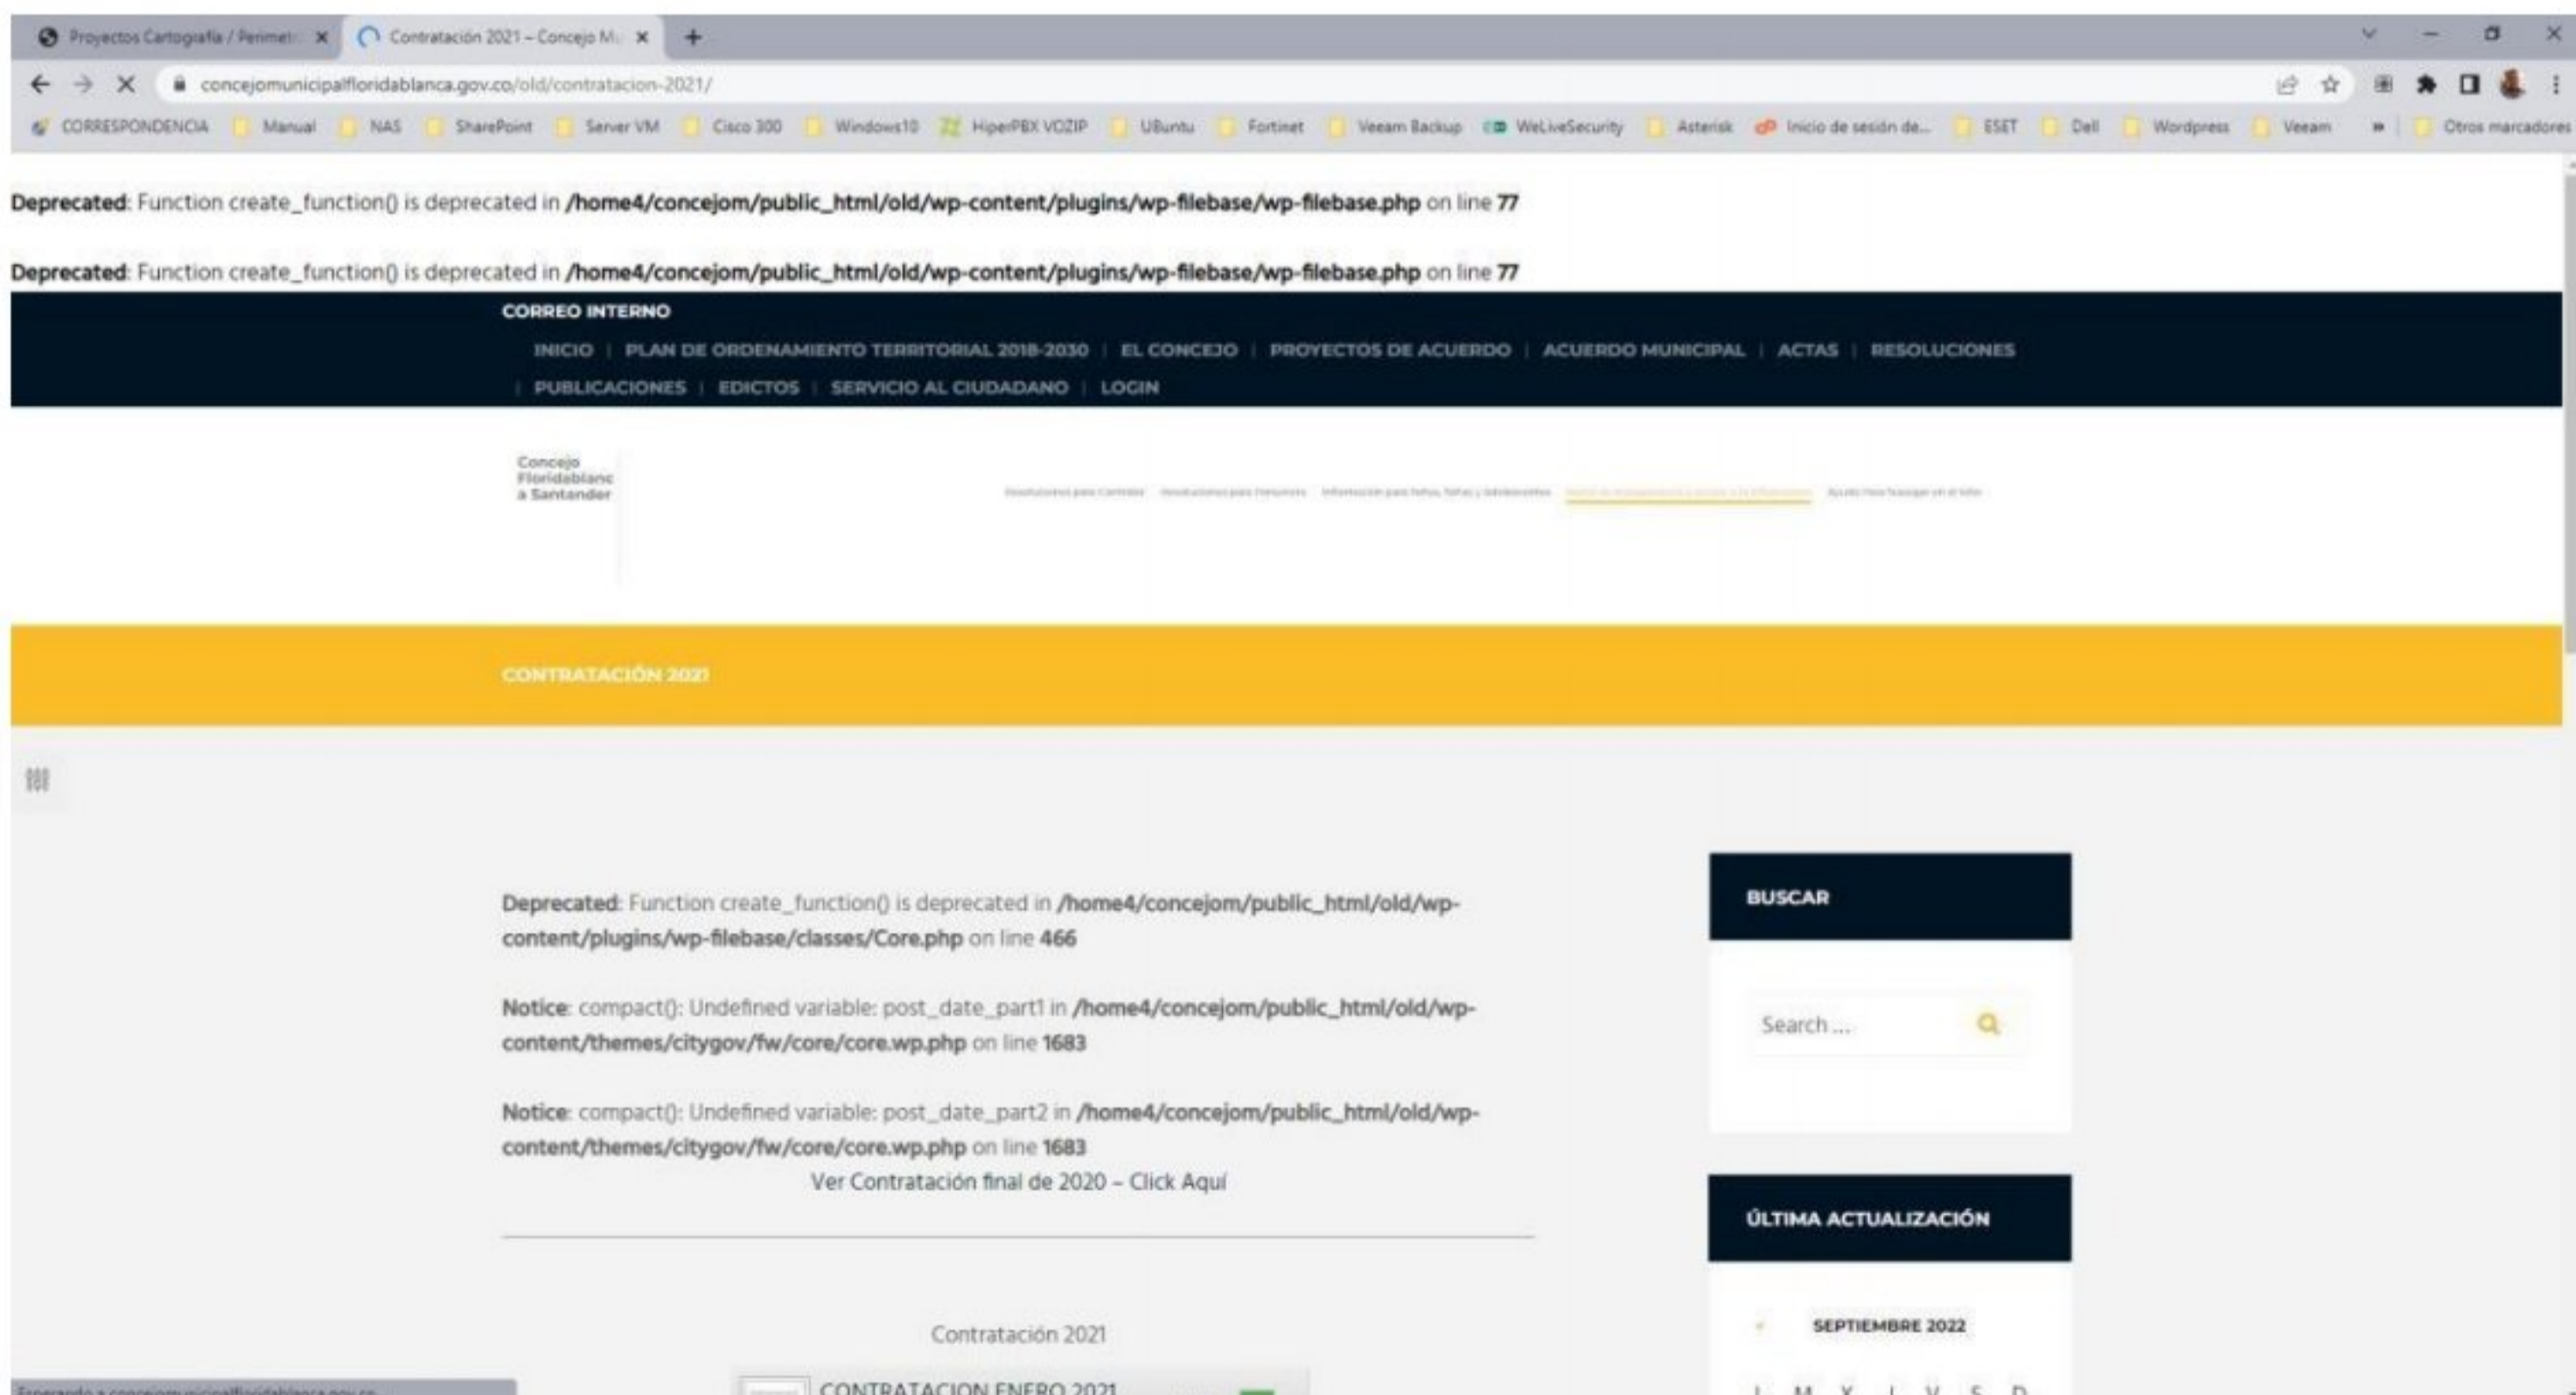 Proyectos Cartografía / Perimetr
Contratación 2021 – Concejo M
concejomunicipalfloridablanca.gov.co/old/contratacion-2021/
CORRESPONDENCIA Manual NAS SharePoint Server VM Cisco 300 Windows10 HiperPBX VOZIP UBuntu Fortinet Veeam Backup WeLiveSecurity Asterisk Inicio de sesión de... ESET Dell Wordpress Veeam » Otros marcadores
Deprecated: Function create_function() is deprecated in /home4/concejom/public_html/old/wp-content/plugins/wp-filebase/wp-filebase.php on line 77
Deprecated: Function create_function() is deprecated in /home4/concejom/public_html/old/wp-content/plugins/wp-filebase/wp-filebase.php on line 77
CORREO INTERNO
INICIO | PLAN DE ORDENAMIENTO TERRITORIAL 2018-2030 | EL CONCEJO | PROYECTOS DE ACUERDO | ACUERDO MUNICIPAL | ACTAS | RESOLUCIONES
| PUBLICACIONES | EDICTOS | SERVICIO AL CIUDADANO | LOGIN
Concejo
Floridablanc
a Santander
CONTRATACIÓN 2021
Deprecated: Function create_function() is deprecated in /home4/concejom/public_html/old/wp-
content/plugins/wp-filebase/classes/Core.php on line 466
Notice: compact(): Undefined variable: post_date_part1 in /home4/concejom/public_html/old/wp-
content/themes/citygov/fw/core/core.wp.php on line 1683
Notice: compact(): Undefined variable: post_date_part2 in /home4/concejom/public_html/old/wp-
content/themes/citygov/fw/core/core.wp.php on line 1683
Ver Contratación final de 2020 – Click Aquí
Contratación 2021
CONTRATACION ENERO 2021
BUSCAR
Search ...
ÚLTIMA ACTUALIZACIÓN
SEPTIEMBRE 2022
L M X J V S D
Esperando a concejomunicipalfloridablanca.gov.co...